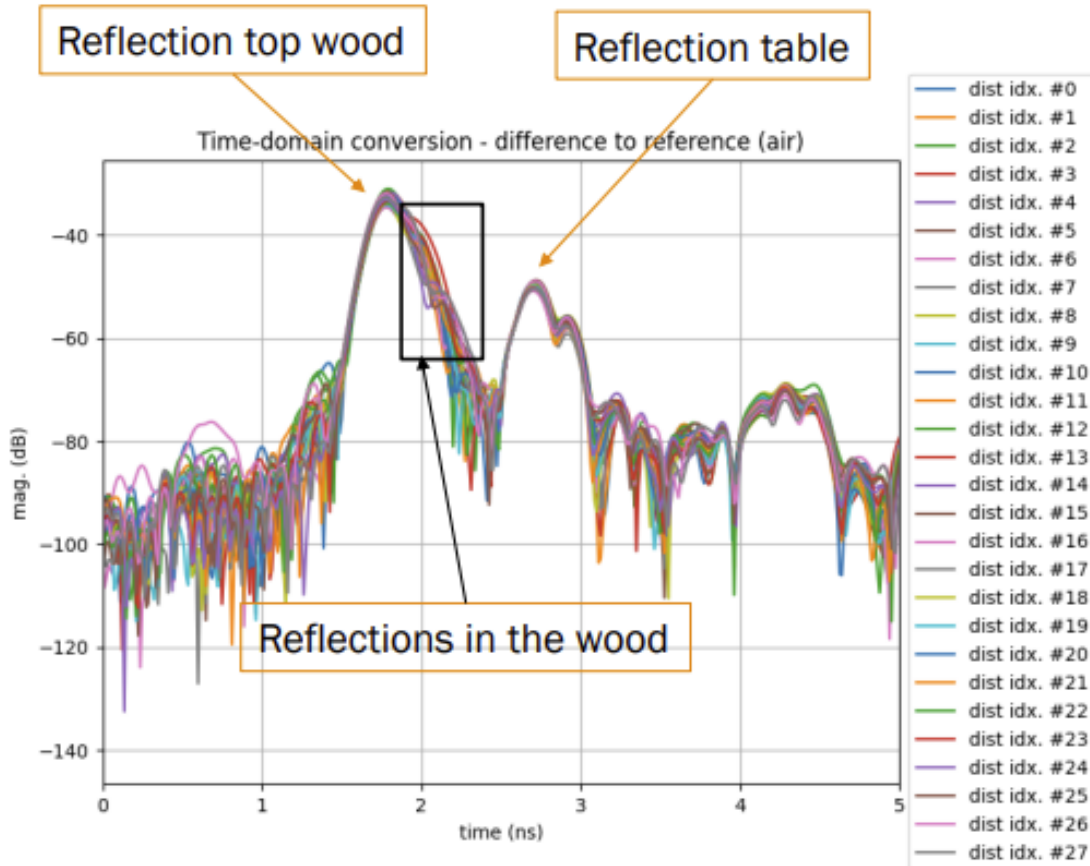 Reflection top wood
Reflection table
Time-domain conversion - difference to reference (air)
mag. (dB)
−40
−60
−80
−100
−120
−140
Reflections in the wood
0
1
2
3
4
5
time (ns)
dist idx. #0
dist idx. #1
dist idx. #2
dist idx. #3
dist idx. #4
dist idx. #5
dist idx. #6
dist idx. #7
dist idx. #8
dist idx. #9
dist idx. #10
dist idx. #11
dist idx. #12
dist idx. #13
dist idx. #14
dist idx. #15
dist idx. #16
dist idx. #17
dist idx. #18
dist idx. #19
dist idx. #20
dist idx. #21
dist idx. #22
dist idx. #23
dist idx. #24
dist idx. #25
dist idx. #26
dist idx. #27